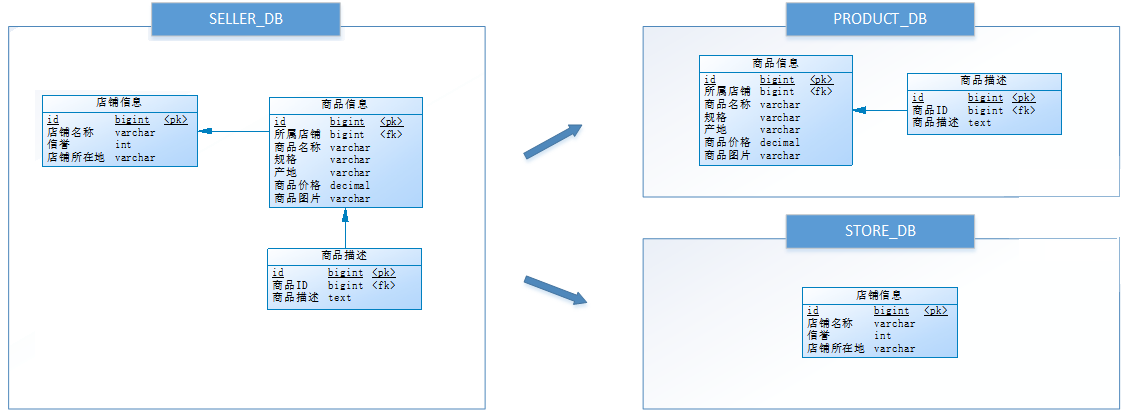 SELLER_DB
店铺信息
id bigint <pk>
店铺名称 varchar
信誉 int
店铺所在地 varchar
商品信息
id bigint <pk>
所属店铺 bigint <fk>
商品名称 varchar
规格 varchar
产地 varchar
商品价格 decimal
商品图片 varchar
商品描述
id bigint <pk>
商品ID bigint <fk>
商品描述 text
PRODUCT_DB
商品信息
id bigint <pk>
所属店铺 bigint <fk>
商品名称 varchar
规格 varchar
产地 varchar
商品价格 decimal
商品图片 varchar
商品描述
id bigint <pk>
商品ID bigint <fk>
商品描述 text
STORE_DB
店铺信息
id bigint <pk>
店铺名称 varchar
信誉 int
店铺所在地 varchar